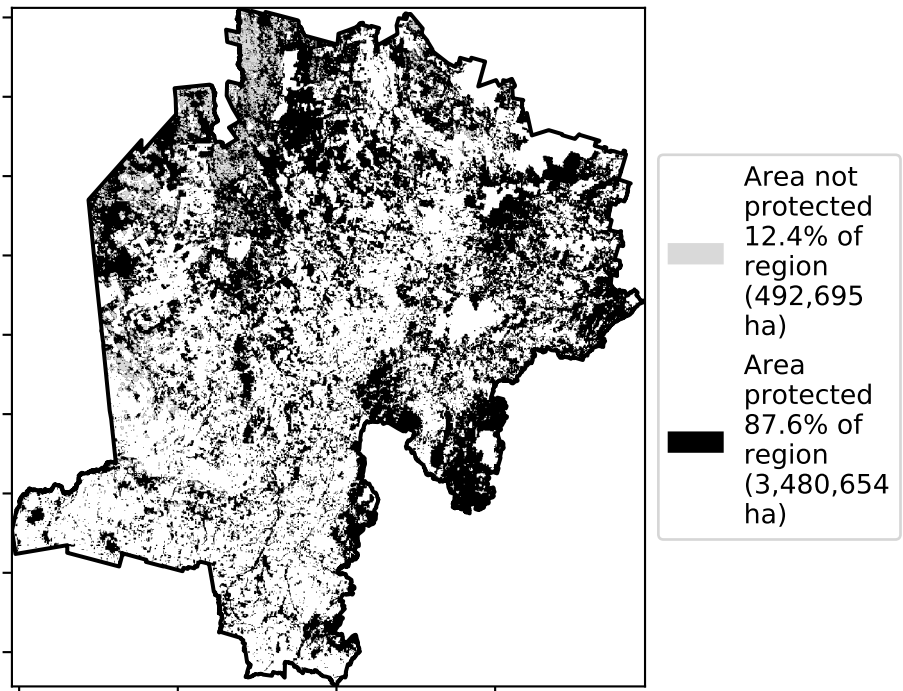 Area not
protected
12.4% of
region
(492,695
ha)
Area
protected
87.6% of
region
(3,480,654
ha)